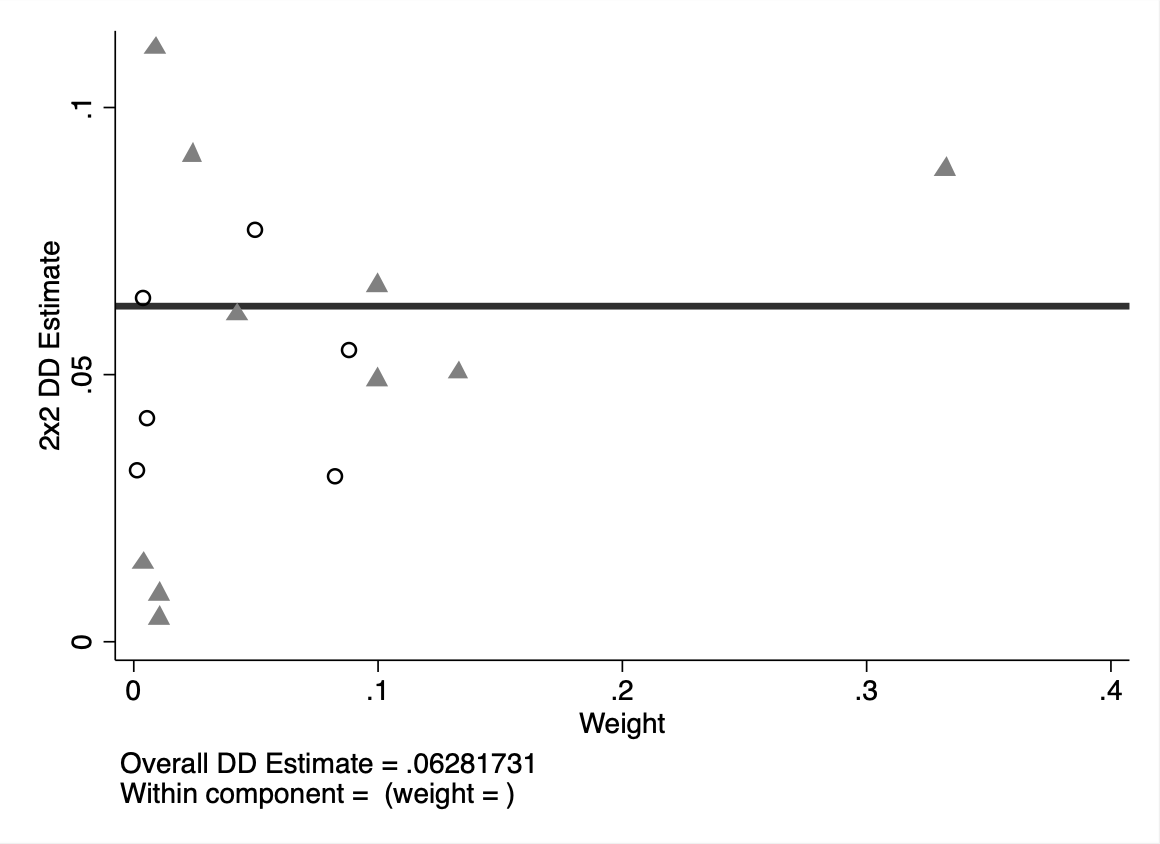 .1
.05
0
2x2 DD Estimate
0 .1 .2 .3 .4
Weight
Overall DD Estimate = .06281731
Within component =  (weight = )